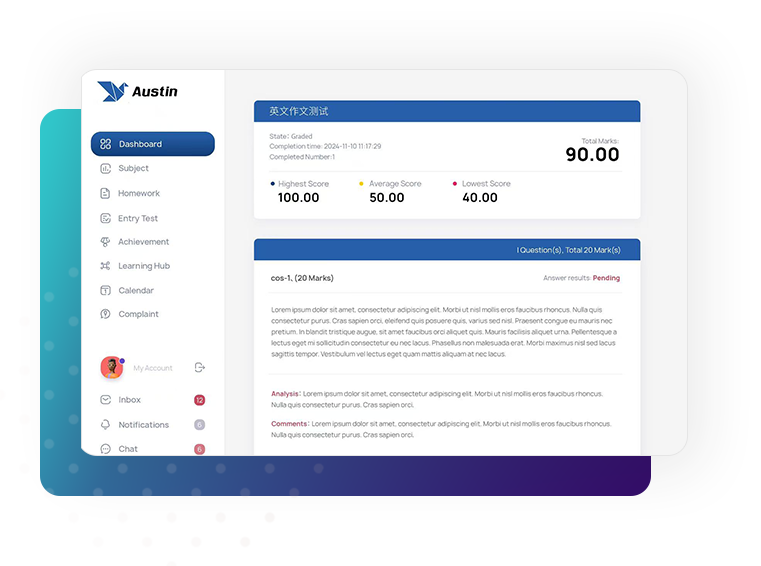 Austin
Dashboard
Subject
Homework
Entry Test
Achievement
Learning Hub
Calendar
Complaint
My Account
Inbox 12
Notifications 6
Chat 6
英文作文测试
State: Graded
Completion time: 2024-11-10 11:17:29
Completed Number:1
Total Marks:
90.00
Highest Score
100.00
Average Score
50.00
Lowest Score
40.00
I Question(s), Total 20 Mark(s)
cos-1、(20 Marks)
Answer results: Pending
Lorem ipsum dolor sit amet, consectetur adipiscing elit. Morbi ut nisl mollis eros faucibus rhoncus. Nulla quis
consectetur purus. Cras sapien orci, eleifend quis posuere quis, varius sed nisl. Praesent congue eu mauris nec
pretium. In blandit tristique augue, sit amet faucibus orci aliquet quis. Mauris facilisis aliquet urna. Pellentesque a
lectus eget mi sollicitudin consectetur eu nec lacus. Phasellus non malesuada erat. Morbi maximus nisl sed lacus
sagittis tempor. Vestibulum vel lectus eget quam mattis aliquam at nec lacus.
Analysis: Lorem ipsum dolor sit amet, consectetur adipiscing elit. Morbi ut nisl mollis eros faucibus rhoncus.
Nulla quis consectetur purus. Cras sapien orci.
Comments: Lorem ipsum dolor sit amet, consectetur adipiscing elit. Morbi ut nisl mollis eros faucibus rhoncus.
Nulla quis consectetur purus. Cras sapien orci.